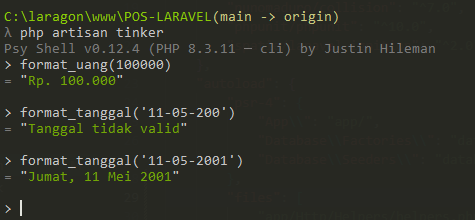 C:\laragon\www\POS-LARAVEL(main -> origin)
λ php artisan tinker
Psy Shell v0.12.4 (PHP 8.3.11 — cli) by Justin Hileman
> format_uang(100000)
= "Rp. 100.000"
> format_tanggal('11-05-200')
= "Tanggal tidak valid"
> format_tanggal('11-05-2001')
= "Jumat, 11 Mei 2001"
>